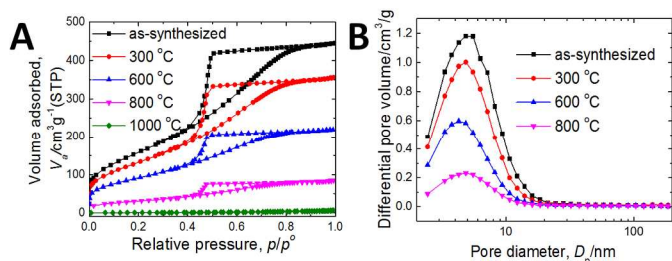 A
Volume adsorbed,
Va/cm3g-1(STP)
500
400
300
200
100
0
as-synthesized
300 °C
600 °C
800 °C
1000 °C
0.0 0.2 0.4 0.6 0.8 1.0
Relative pressure, p/po
B
Differential pore volume/cm3/g
1.2
1.0
0.8
0.6
0.4
0.2
0.0
as-synthesized
300 °C
600 °C
800 °C
10 100
Pore diameter, Dp/nm